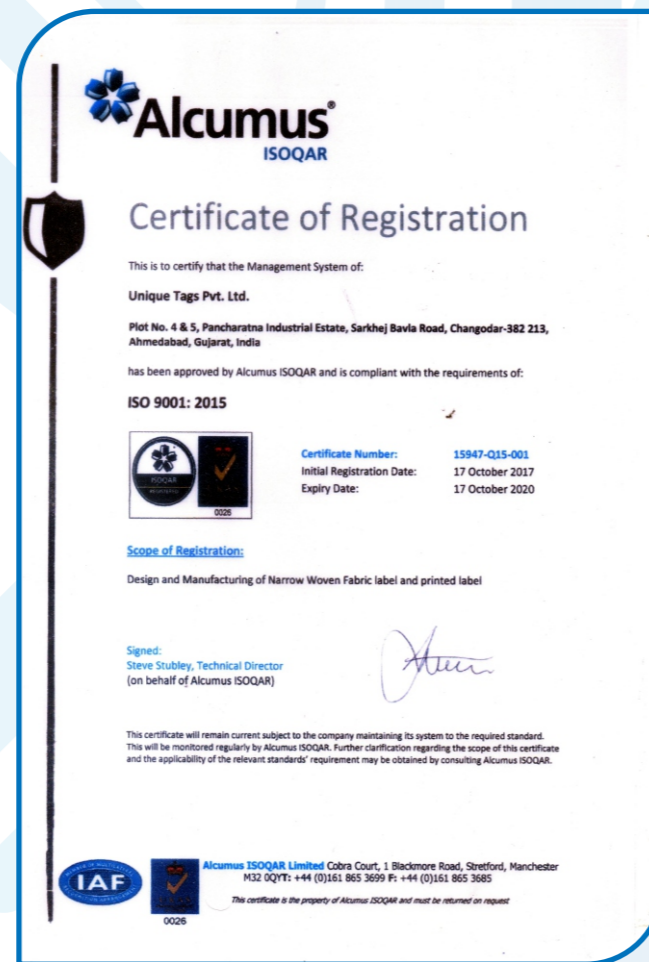 Alcumus®
ISOQAR
Certificate of Registration
This is to certify that the Management System of:
Unique Tags Pvt. Ltd.
Plot No. 4 & 5, Pancharatna Industrial Estate, Sarkhej Bavla Road, Changodar-382 213,
Ahmedabad, Gujarat, India
has been approved by Alcumus ISOQAR and is compliant with the requirements of:
ISO 9001: 2015
ISOQAR
REGISTERED
0026
Certificate Number: 15947-Q15-001
Initial Registration Date: 17 October 2017
Expiry Date: 17 October 2020
Scope of Registration:
Design and Manufacturing of Narrow Woven Fabric label and printed label
Signed:
Steve Stubley, Technical Director
(on behalf of Alcumus ISOQAR)
This certificate will remain current subject to the company maintaining its system to the required standard.
This will be monitored regularly by Alcumus ISOQAR. Further clarification regarding the scope of this certificate
and the applicability of the relevant standards' requirement may be obtained by consulting Alcumus ISOQAR.
IAF
0026
Alcumus ISOQAR Limited Cobra Court, 1 Blackmore Road, Stretford, Manchester
M32 0QYT: +44 (0)161 865 3699 F: +44 (0)161 865 3685
This certificate is the property of Alcumus ISOQAR and must be returned on request